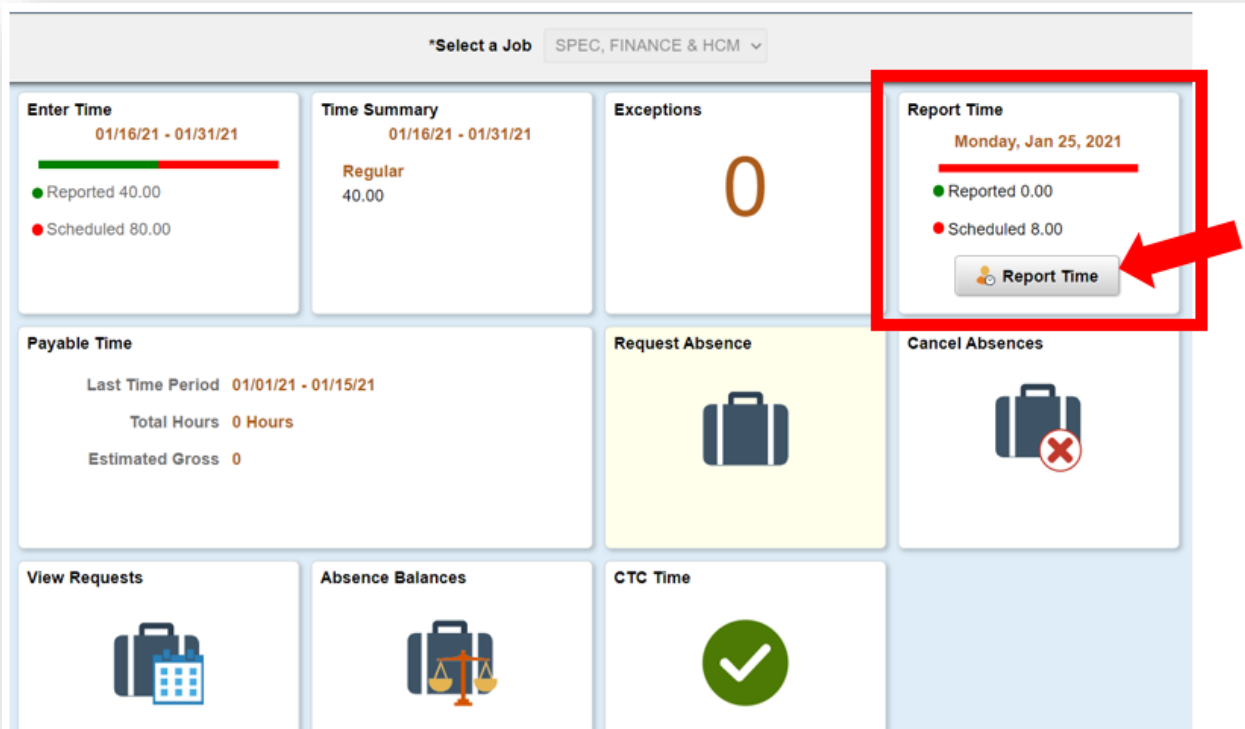 *Select a Job SPEC, FINANCE & HCM
Enter Time
01/16/21 - 01/31/21
Reported 40.00
Scheduled 80.00
Time Summary
01/16/21 - 01/31/21
Regular
40.00
Exceptions
0
Report Time
Monday, Jan 25, 2021
Reported 0.00
Scheduled 8.00
Report Time
Payable Time
Last Time Period 01/01/21 - 01/15/21
Total Hours 0 Hours
Estimated Gross 0
Request Absence
Cancel Absences
View Requests
Absence Balances
CTC Time